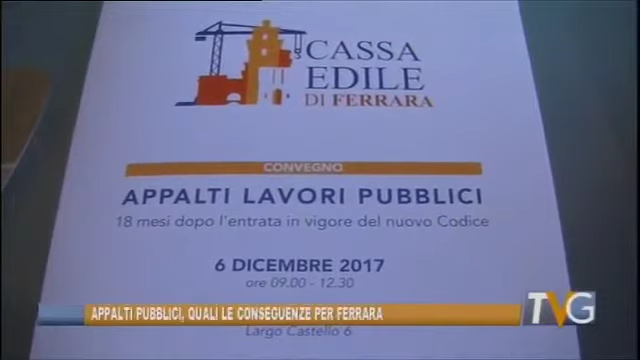 CASSA
EDILE
DI FERRARA
CONVEGNO
APPALTI LAVORI PUBBLICI
18 mesi dopo l'entrata in vigore del nuovo Codice
6 DICEMBRE 2017
ore 09.00 - 12.30
APPALTI PUBBLICI, QUALI LE CONSEGUENZE PER FERRARA
TVG
Largo Castello 6